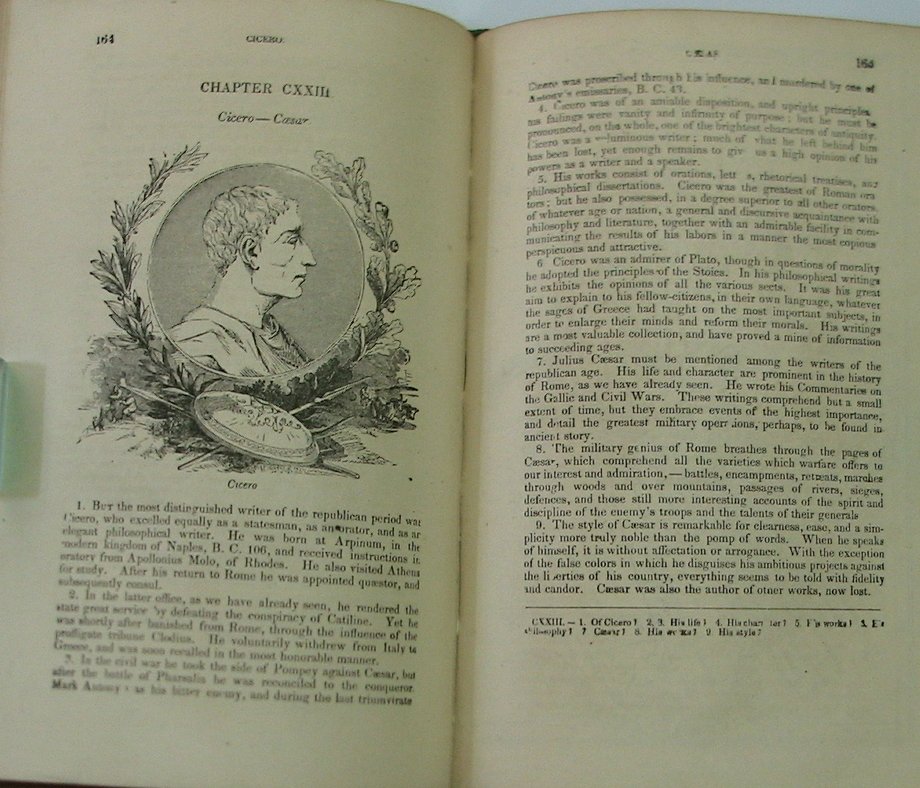 164
CICERO.
CHAPTER CXXIII
Cicero — Cæsar
Cicero
1. BUT the most distinguished writer of the republican period was
Cicero, who excelled equally as a statesman, as an orator, and as an
elegant philosophical writer. He was born at Arpinum, in the
modern kingdom of Naples, B. C. 106, and received instructions in
oratory from Apollonius Molo, of Rhodes. He also visited Athens
for study. After his return to Rome he was appointed quæstor, and
subsequently consul.
2. In the latter office, as we have already seen, he rendered the
state great service by defeating the conspiracy of Catiline. Yet he
was shortly after banished from Rome, through the influence of the
profligate tribune Clodius. He voluntarily withdrew from Italy to
Greece, and was soon recalled in the most honorable manner.
3. In the civil war he took the side of Pompey against Cæsar, but
after the battle of Pharsalia he was reconciled to the conqueror.
Mark Antony as his bitter enemy, and during the last triumvirate
165
Cicero was proscribed through his influence, and murdered by one of
Antony's emissaries, B. C. 43.
4. Cicero was of an amiable disposition, and upright principles
his failings were vanity and infirmity of purpose; but he must be
pronounced, on the whole, one of the brightest characters of antiquity.
Cicero was a voluminous writer; much of what he left behind him
has been lost, yet enough remains to give us a high opinion of his
powers as a writer and a speaker.
5. His works consist of orations, letters, rhetorical treatises, and
philosophical dissertations. Cicero was the greatest of Roman ora
tors; but he also possessed, in a degree superior to all other orators,
of whatever age or nation, a general and discursive acquaintance with
philosophy and literature, together with an admirable facility in com-
municating the results of his labors in a manner the most copious
perspicuous and attractive.
6 Cicero was an admirer of Plato, though in questions of morality
he adopted the principles of the Stoics. In his philosophical writings
he exhibits the opinions of all the various sects. It was his great
aim to explain to his fellow-citizens, in their own language, whatever
the sages of Greece had taught on the most important subjects, in
order to enlarge their minds and reform their morals. His writings
are a most valuable collection, and have proved a mine of information
to succeeding ages.
7. Julius Cæsar must be mentioned among the writers of the
republican age. His life and character are prominent in the history
of Rome, as we have already seen. He wrote his Commentaries on
the Gallic and Civil Wars. These writings comprehend but a small
extent of time, but they embrace events of the highest importance,
and detail the greatest military operations, perhaps, to be found in
ancient story.
8. The military genius of Rome breathes through the pages of
Cæsar, which comprehend all the varieties which warfare offers to
our interest and admiration, — battles, encampments, retreats, marches
through woods and over mountains, passages of rivers, sieges,
defences, and those still more interesting accounts of the spirit and
discipline of the enemy's troops and the talents of their generals
9. The style of Cæsar is remarkable for clearness, ease, and a sim-
plicity more truly noble than the pomp of words. When he speaks
of himself, it is without affectation or arrogance. With the exception
of the false colors in which he disguises his ambitious projects against
the liberties of his country, everything seems to be told with fidelity
and candor. Cæsar was also the author of other works, now lost.
CXXIII. — 1. Of Cicero? 2, 3. His life? 4. His character? 5. His works?
philosophy? 7 Cæsar? 8. His works? 9 His style?